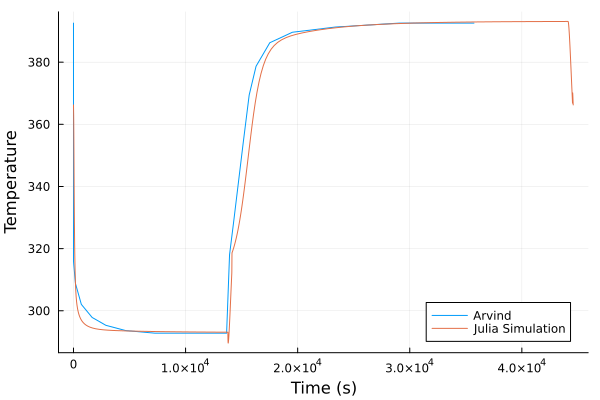 Temperature
380
360
340
320
300
Arvind
Julia Simulation
0
1.0×10⁴
2.0×10⁴
3.0×10⁴
4.0×10⁴
Time (s)